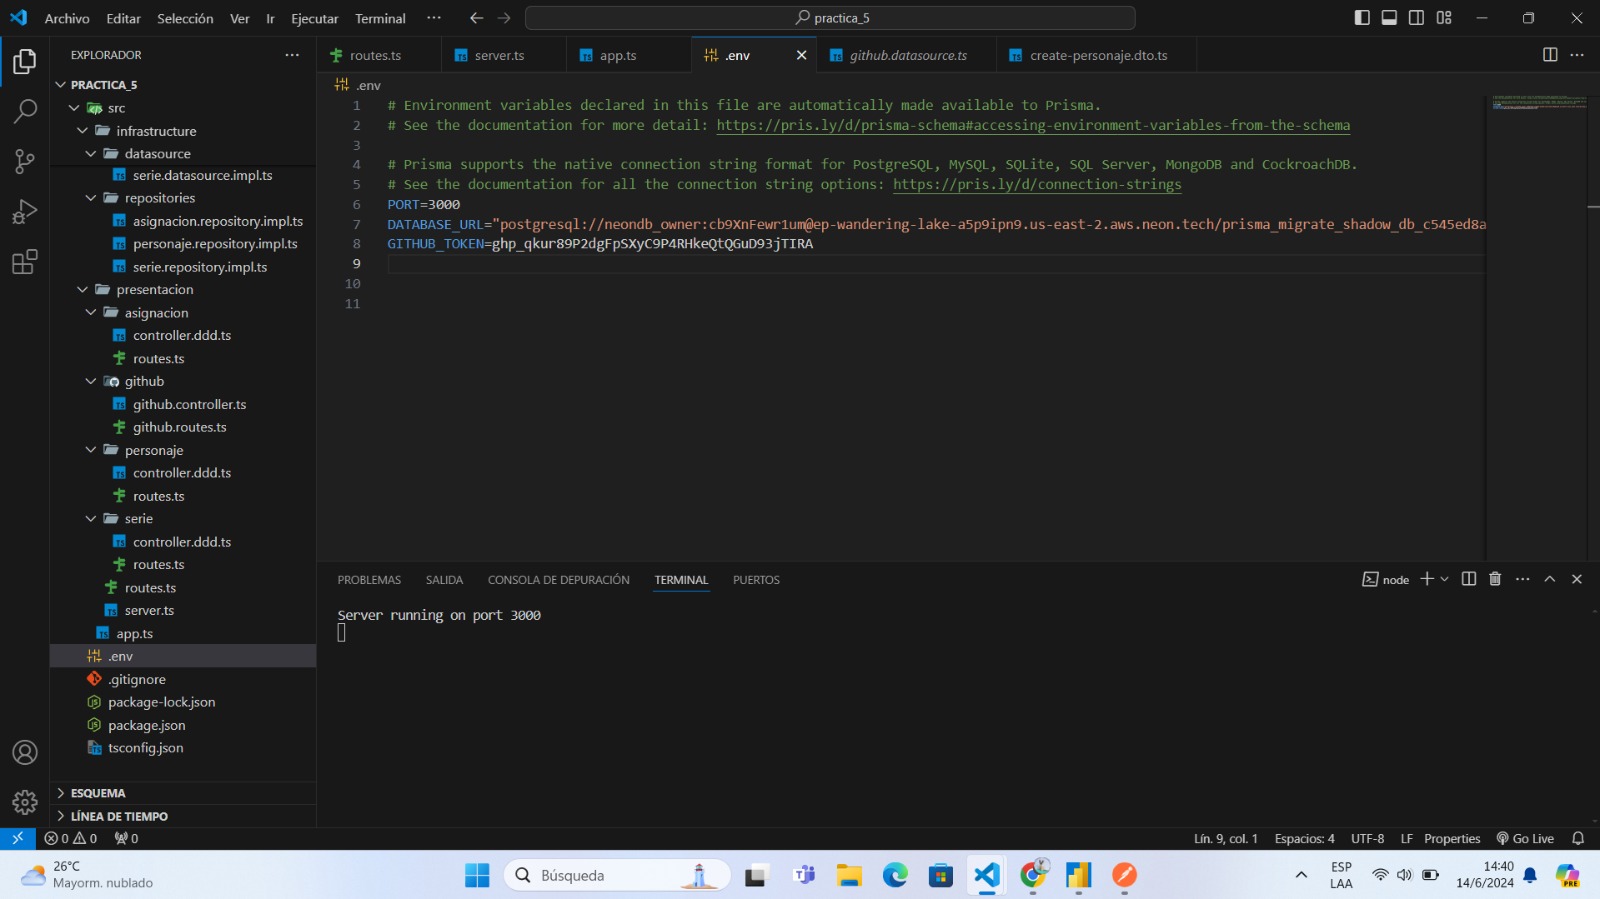 Archivo Editar Selección Ver Ir Ejecutar Terminal ··· practica_5
EXPLORADOR
PRACTICA_5
src
infrastructure
datasource
serie.datasource.impl.ts
repositories
asignacion.repository.impl.ts
personaje.repository.impl.ts
serie.repository.impl.ts
presentacion
asignacion
controller.ddd.ts
routes.ts
github
github.controller.ts
github.routes.ts
personaje
controller.ddd.ts
routes.ts
serie
controller.ddd.ts
routes.ts
routes.ts
server.ts
app.ts
.env
.gitignore
package-lock.json
package.json
tsconfig.json
ESQUEMA
LÍNEA DE TIEMPO
routes.ts server.ts app.ts .env github.datasource.ts create-personaje.dto.ts
.env
1 # Environment variables declared in this file are automatically made available to Prisma.
2 # See the documentation for more detail: https://pris.ly/d/prisma-schema#accessing-environment-variables-from-the-schema
3
4 # Prisma supports the native connection string format for PostgreSQL, MySQL, SQLite, SQL Server, MongoDB and CockroachDB.
5 # See the documentation for all the connection string options: https://pris.ly/d/connection-strings
6 PORT=3000
7 DATABASE_URL="postgresql://neondb_owner:cb9XnFewr1um@ep-wandering-lake-a5p9ipn9.us-east-2.aws.neon.tech/prisma_migrate_shadow_db_c545ed8a
8 GITHUB_TOKEN=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
9
10
11
PROBLEMAS SALIDA CONSOLA DE DEPURACIÓN TERMINAL PUERTOS node
Server running on port 3000
0 0 0 Lín. 9, col. 1 Espacios: 4 UTF-8 LF Properties Go Live
26°C
Mayorm. nublado
Búsqueda
ESP
LAA
14:40
14/6/2024
PRE